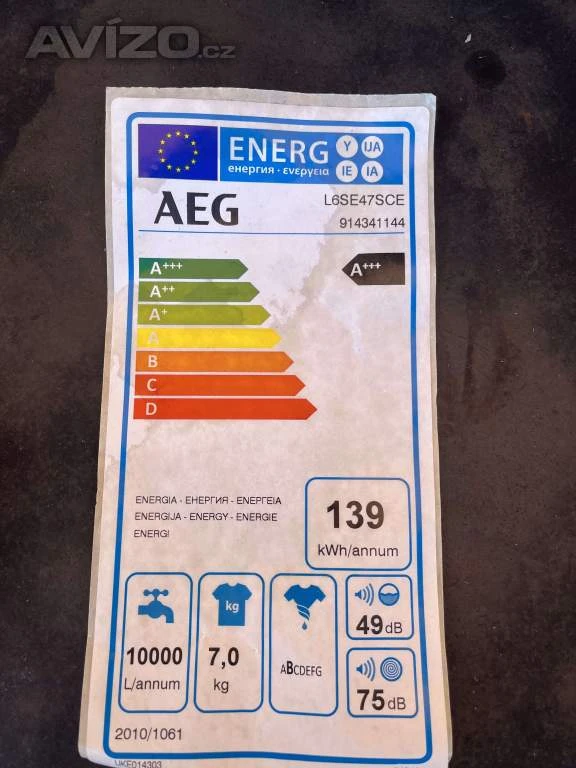 AVÍZO.cz
ENERG Y IJA
енергия · ενεργεια IE IA
AEG
L6SE47SCE
914341144
A+++
A+++
A++
A+
A
B
C
D
ENERGIA - ЕНЕРГИЯ - ΕΝΕΡΓΕΙΑ
ENERGIJA - ENERGY - ENERGIE
ENERGI
139
kWh/annum
10000
L/annum
kg
7,0
kg
ABCDEFG
49dB
75dB
2010/1061
UKE014303